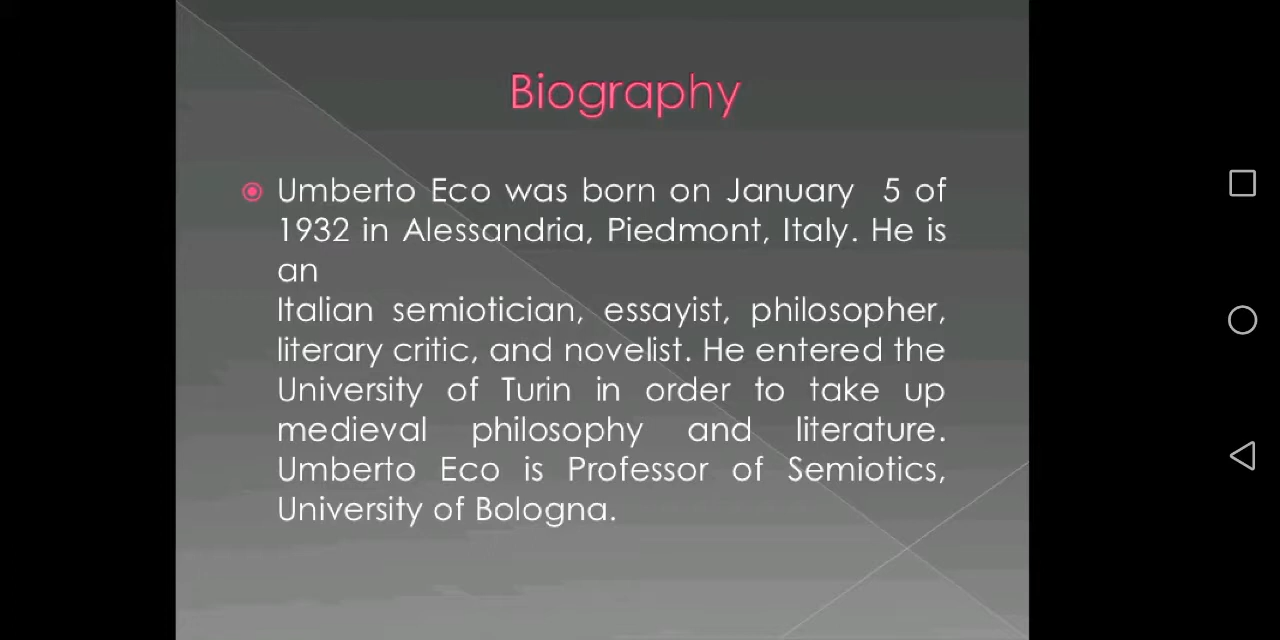 Biography
Umberto Eco was born on January 5 of
1932 in Alessandria, Piedmont, Italy. He is
an
Italian semiotician, essayist, philosopher,
literary critic, and novelist. He entered the
University of Turin in order to take up
medieval philosophy and literature.
Umberto Eco is Professor of Semiotics,
University of Bologna.